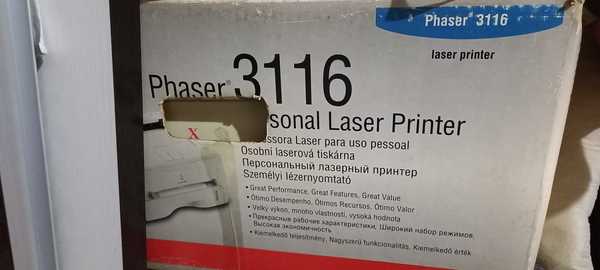 Phaser® 3116
laser printer
Phaser® 3116
X
sonal Laser Printer
ssora Laser para uso pessoal
Osobní laserová tiskárna
Персональный лазерный принтер
Személyi lézernyomtató
• Great Performance, Great Features, Great Value
• Ótimo Desempenho, Ótimos Recursos, Ótimo Valor
• Velký výkon, mnoho vlastností, vysoká hodnota
• Прекрасные рабочие характеристики, Широкий набор режимов.
Высокая экономичность
• Kiemelkedő teljesítmény, Nagyszerű funkcionalitás, Kiemelkedő érték